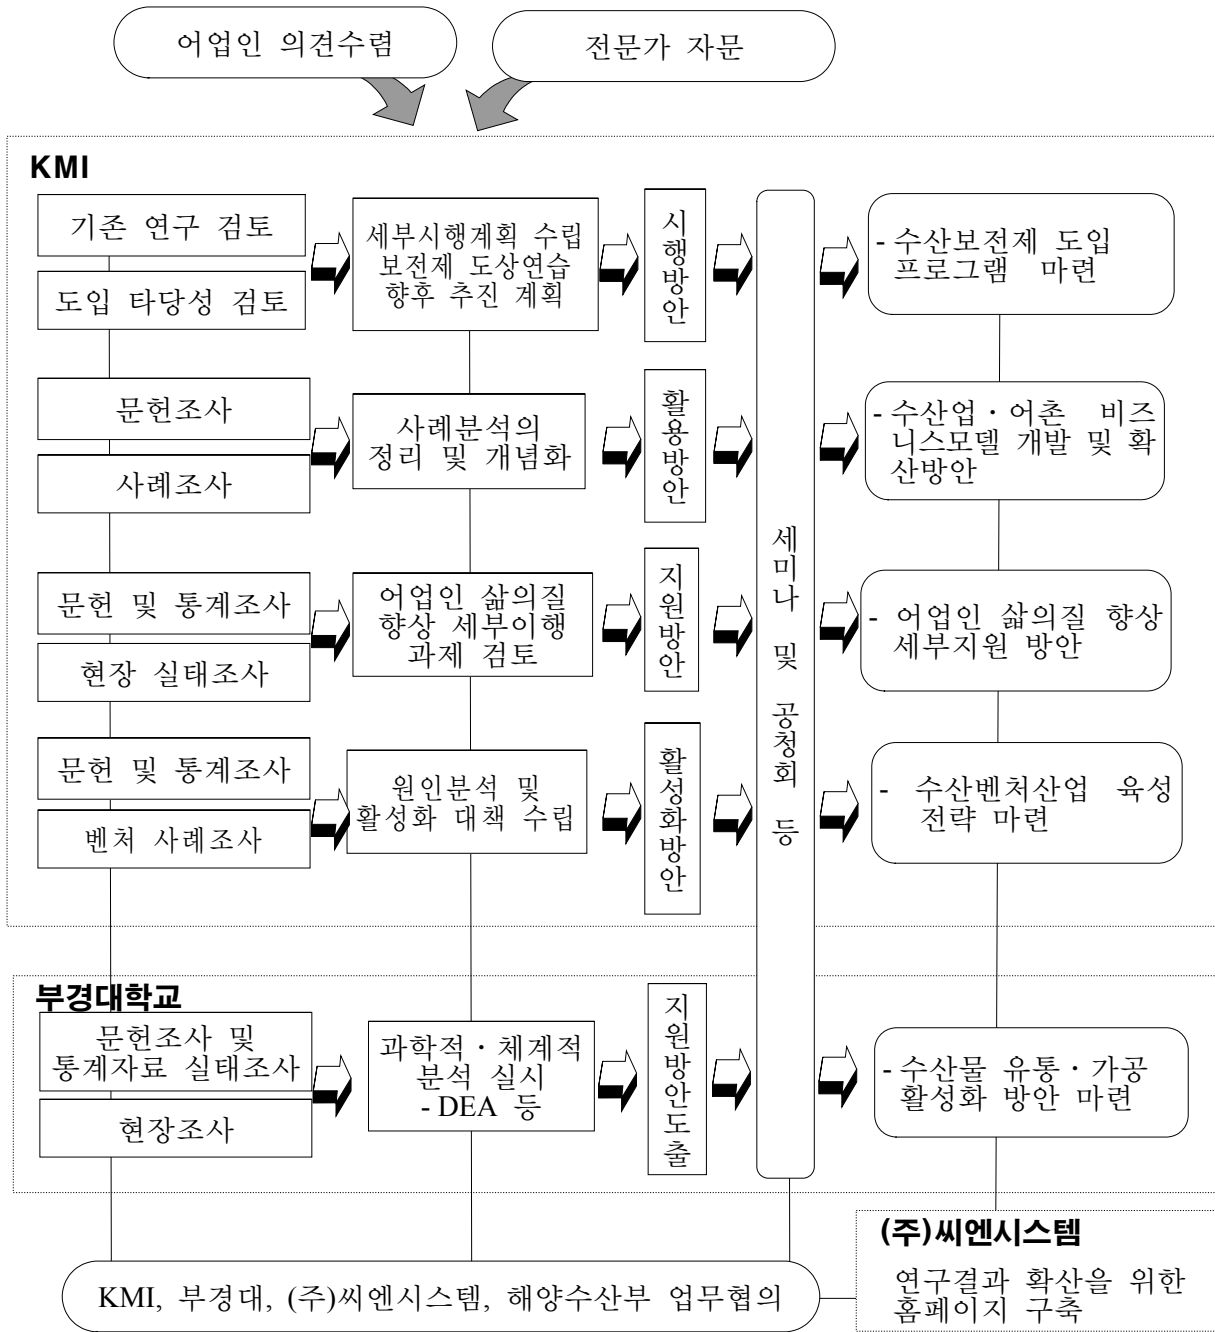 어업인 의견수렴
전문가 자문
KMI
기존 연구 검토
도입 타당성 검토
세부시행계획 수립
보전제 도상연습
향후 추진 계획
시행방안
- 수산보전제 도입
프로그램 마련
문헌조사
사례조사
사례분석의
정리 및 개념화
활용방안
- 수산업·어촌 비즈
니스모델 개발 및 확
산방안
문헌 및 통계조사
현장 실태조사
어업인 삶의질
향상 세부이행
과제 검토
지원방안
- 어업인 삶의질 향상
세부지원 방안
문헌 및 통계조사
벤처 사례조사
원인분석 및
활성화 대책 수립
활성화방안
- 수산벤처산업 육성
전략 마련
세미나 및 공청회 등
부경대학교
문헌조사 및
통계자료 실태조사
현장조사
과학적·체계적
분석 실시
- DEA 등
지원방안도출
- 수산물 유통·가공
활성화 방안 마련
(주)씨엔시스템
연구결과 확산을 위한
홈페이지 구축
KMI, 부경대, (주)씨엔시스템, 해양수산부 업무협의